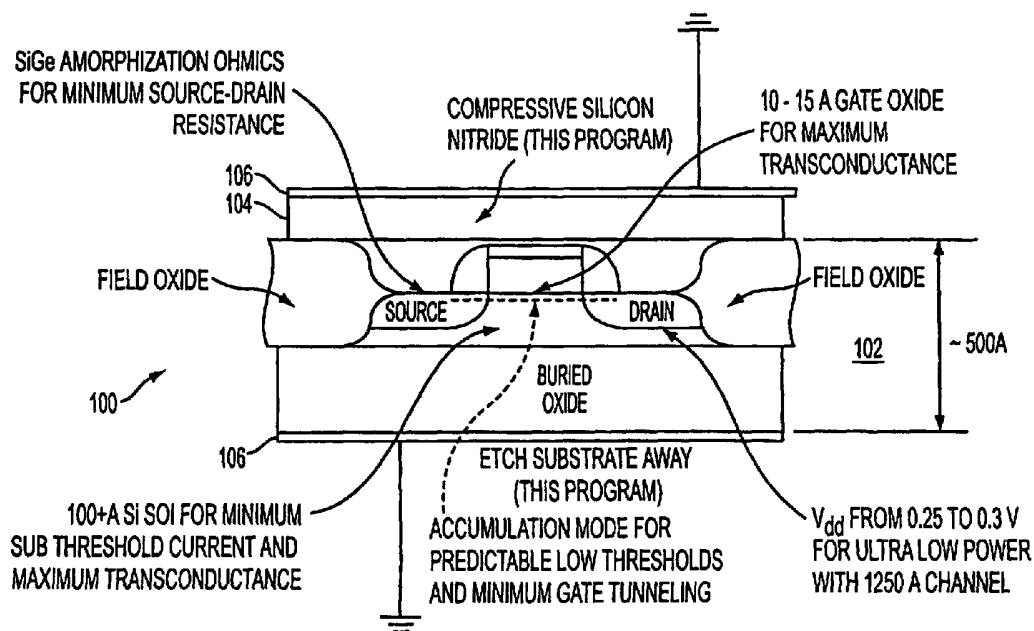 SiGe AMORPHIZATION OHMICS
FOR MINIMUM SOURCE-DRAIN
RESISTANCE
COMPRESSIVE SILICON
NITRIDE (THIS PROGRAM)
10 - 15 A GATE OXIDE
FOR MAXIMUM
TRANSCONDUCTANCE
106
104
FIELD OXIDE
SOURCE
DRAIN
FIELD OXIDE
102
~ 500A
100
BURIED
OXIDE
106
ETCH SUBSTRATE AWAY
(THIS PROGRAM)
100+A Si SOI FOR MINIMUM
SUB THRESHOLD CURRENT AND
MAXIMUM TRANSCONDUCTANCE
ACCUMULATION MODE FOR
PREDICTABLE LOW THRESHOLDS
AND MINIMUM GATE TUNNELING
Vdd FROM 0.25 TO 0.3 V
FOR ULTRA LOW POWER
WITH 1250 A CHANNEL